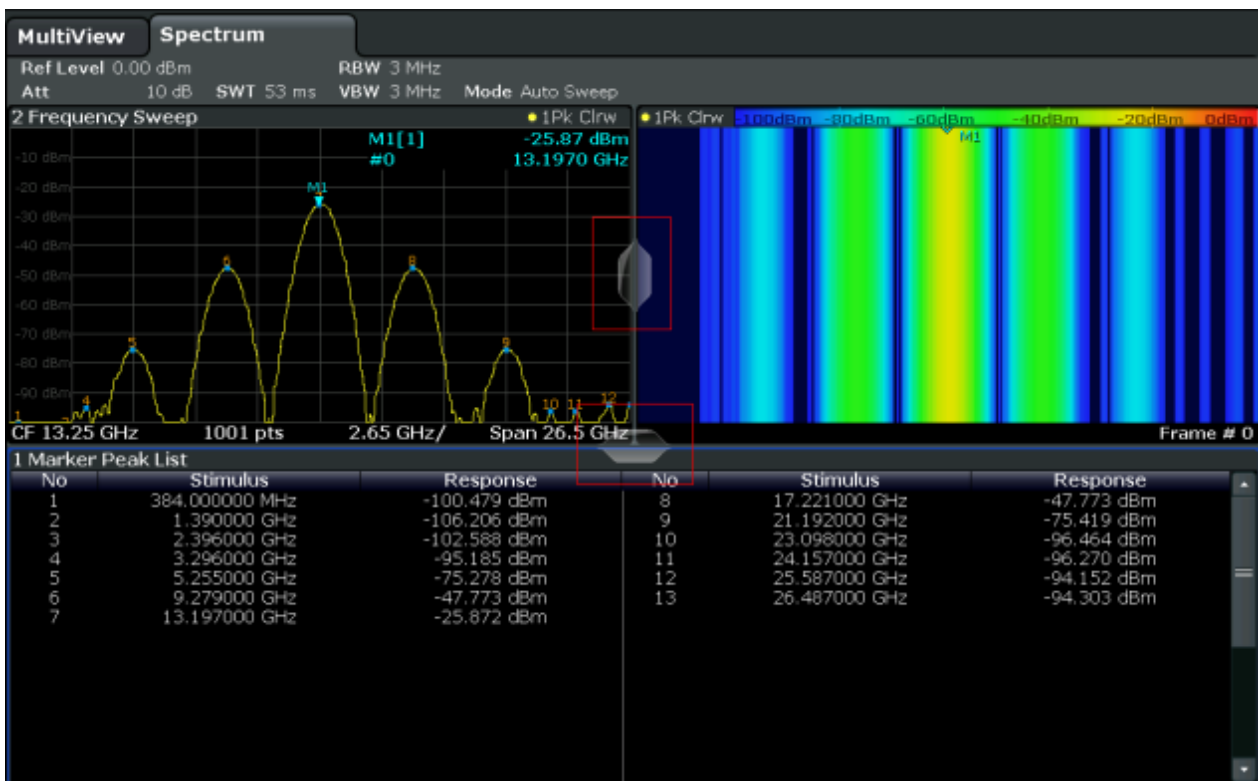 MultiView Spectrum
Ref Level 0.00 dBm RBW 3 MHz
Att 10 dB SWT 53 ms VBW 3 MHz Mode Auto Sweep
2 Frequency Sweep 1Pk Clrw
M1[1] -25.87 dBm
#0 13.1970 GHz
M1
-10 dBm
-20 dBm
-30 dBm
-40 dBm
-50 dBm
-60 dBm
-70 dBm
-80 dBm
-90 dBm
6
8
5
9
1
4
10
11
12
CF 13.25 GHz 1001 pts 2.65 GHz/ Span 26.5 GHz
1Pk Clrw -100dBm -80dBm -60dBm -40dBm -20dBm 0dBm
M1
Frame # 0
1 Marker Peak List
No Stimulus Response No Stimulus Response
1 384.000000 MHz -100.479 dBm 8 17.221000 GHz -47.773 dBm
2 1.390000 GHz -106.206 dBm 9 21.192000 GHz -75.419 dBm
3 2.396000 GHz -102.588 dBm 10 23.098000 GHz -96.464 dBm
4 3.296000 GHz -95.185 dBm 11 24.157000 GHz -96.270 dBm
5 5.255000 GHz -75.278 dBm 12 25.587000 GHz -94.152 dBm
6 9.279000 GHz -47.773 dBm 13 26.487000 GHz -94.303 dBm
7 13.197000 GHz -25.872 dBm